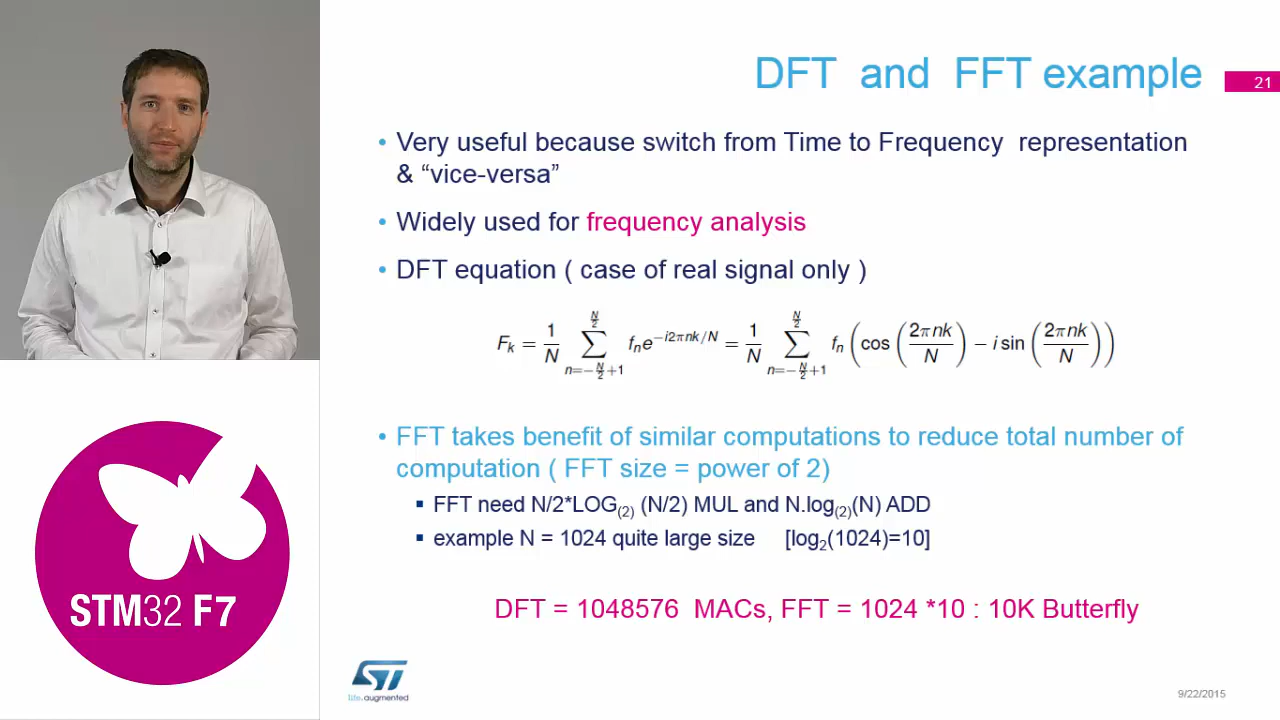 DFT and FFT example
21
• Very useful because switch from Time to Frequency representation
& “vice-versa”
• Widely used for frequency analysis
• DFT equation ( case of real signal only )
F_k = 1/N ∑_{n=-N/2+1}^{N/2} f_n e^{-i2πnk/N} = 1/N ∑_{n=-N/2+1}^{N/2} f_n (cos(2πnk/N) - i sin(2πnk/N))
• FFT takes benefit of similar computations to reduce total number of
computation ( FFT size = power of 2)
▪ FFT need N/2*LOG(2) (N/2) MUL and N.log(2)(N) ADD
▪ example N = 1024 quite large size [log2(1024)=10]
DFT = 1048576 MACs, FFT = 1024 *10 : 10K Butterfly
STM32 F7
ST
life.augmented
9/22/2015